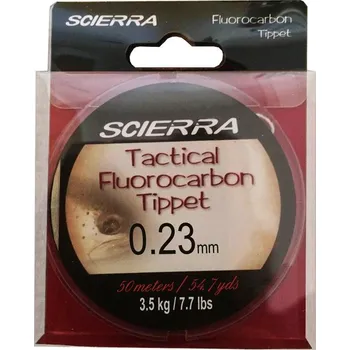 SCIERRA
Fluorocarbon
Tippet
SCIERRA
Tactical
Fluorocarbon
Tippet
0.23mm
50 meters / 54,7 yds
3.5 kg / 7.7 lbs